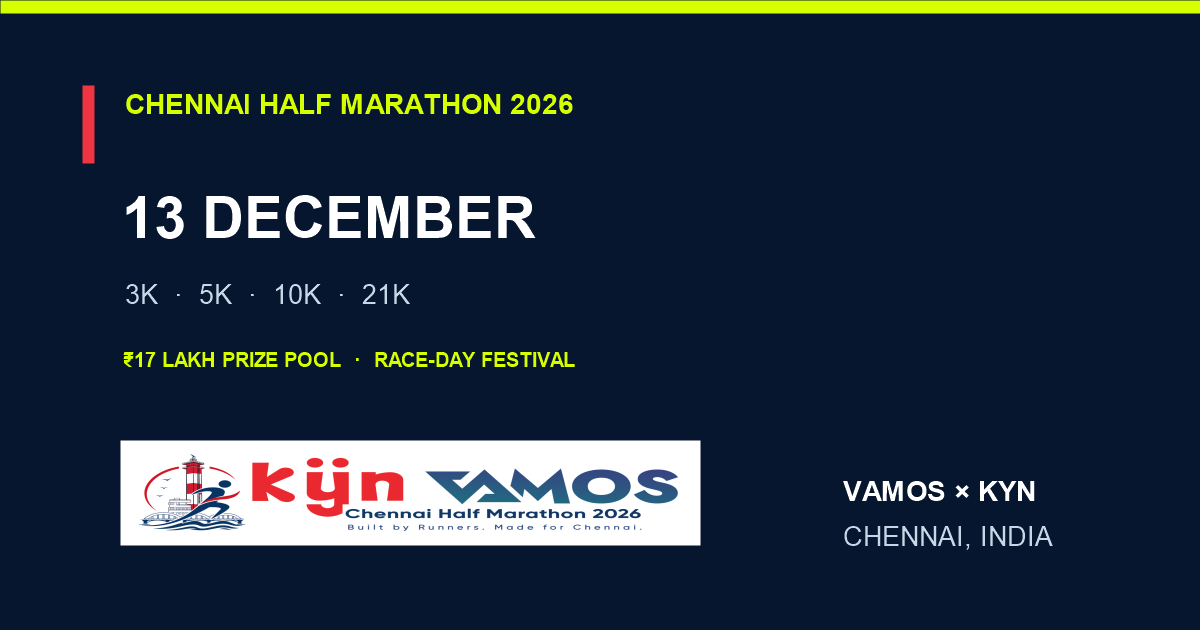 CHENNAI HALF MARATHON 2026
13 DECEMBER
3K · 5K · 10K · 21K
₹17 LAKH PRIZE POOL · RACE-DAY FESTIVAL
kÿn VAMOS
Chennai Half Marathon 2026
Built by Runners. Made for Chennai.
VAMOS × KYN
CHENNAI, INDIA